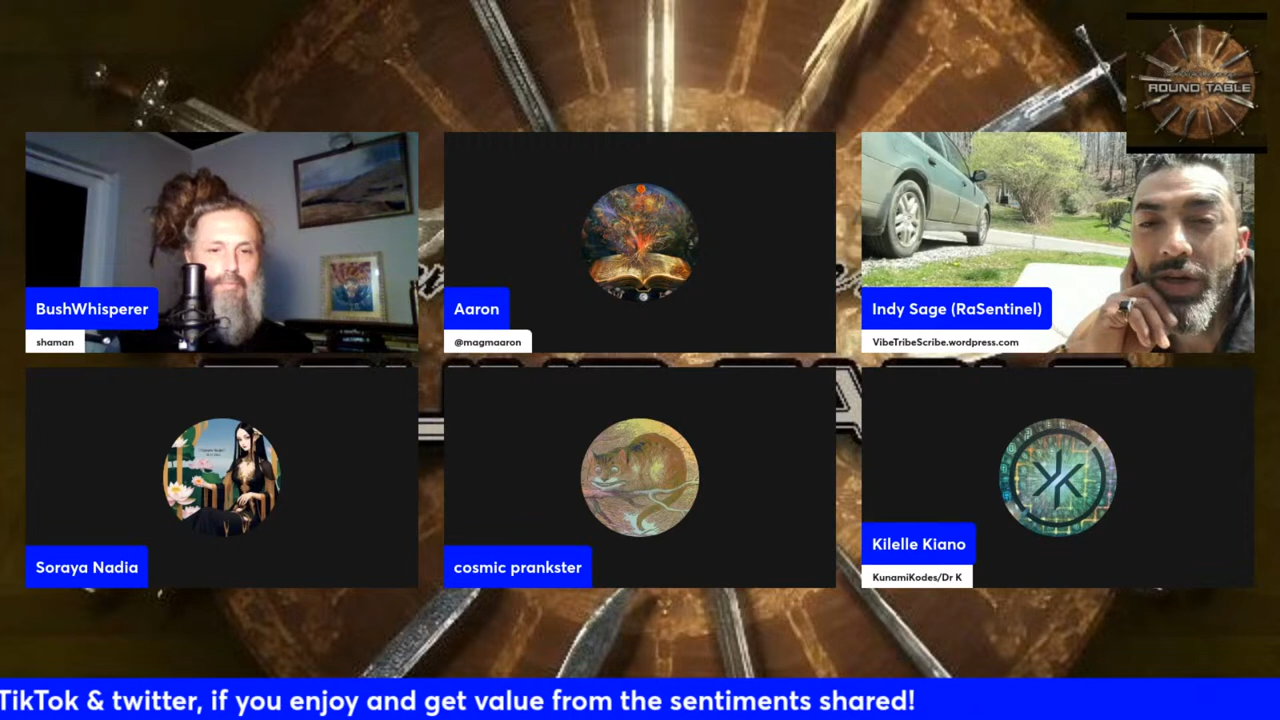 ROUND TABLE
BushWhisperer
shaman
Aaron
@magmaaron
Indy Sage (RaSentinel)
VibeTribeScribe.wordpress.com
Soraya Nadia
cosmic prankster
Kilelle Kiano
KunamiKodes/Dr K
TikTok & twitter, if you enjoy and get value from the sentiments shared!